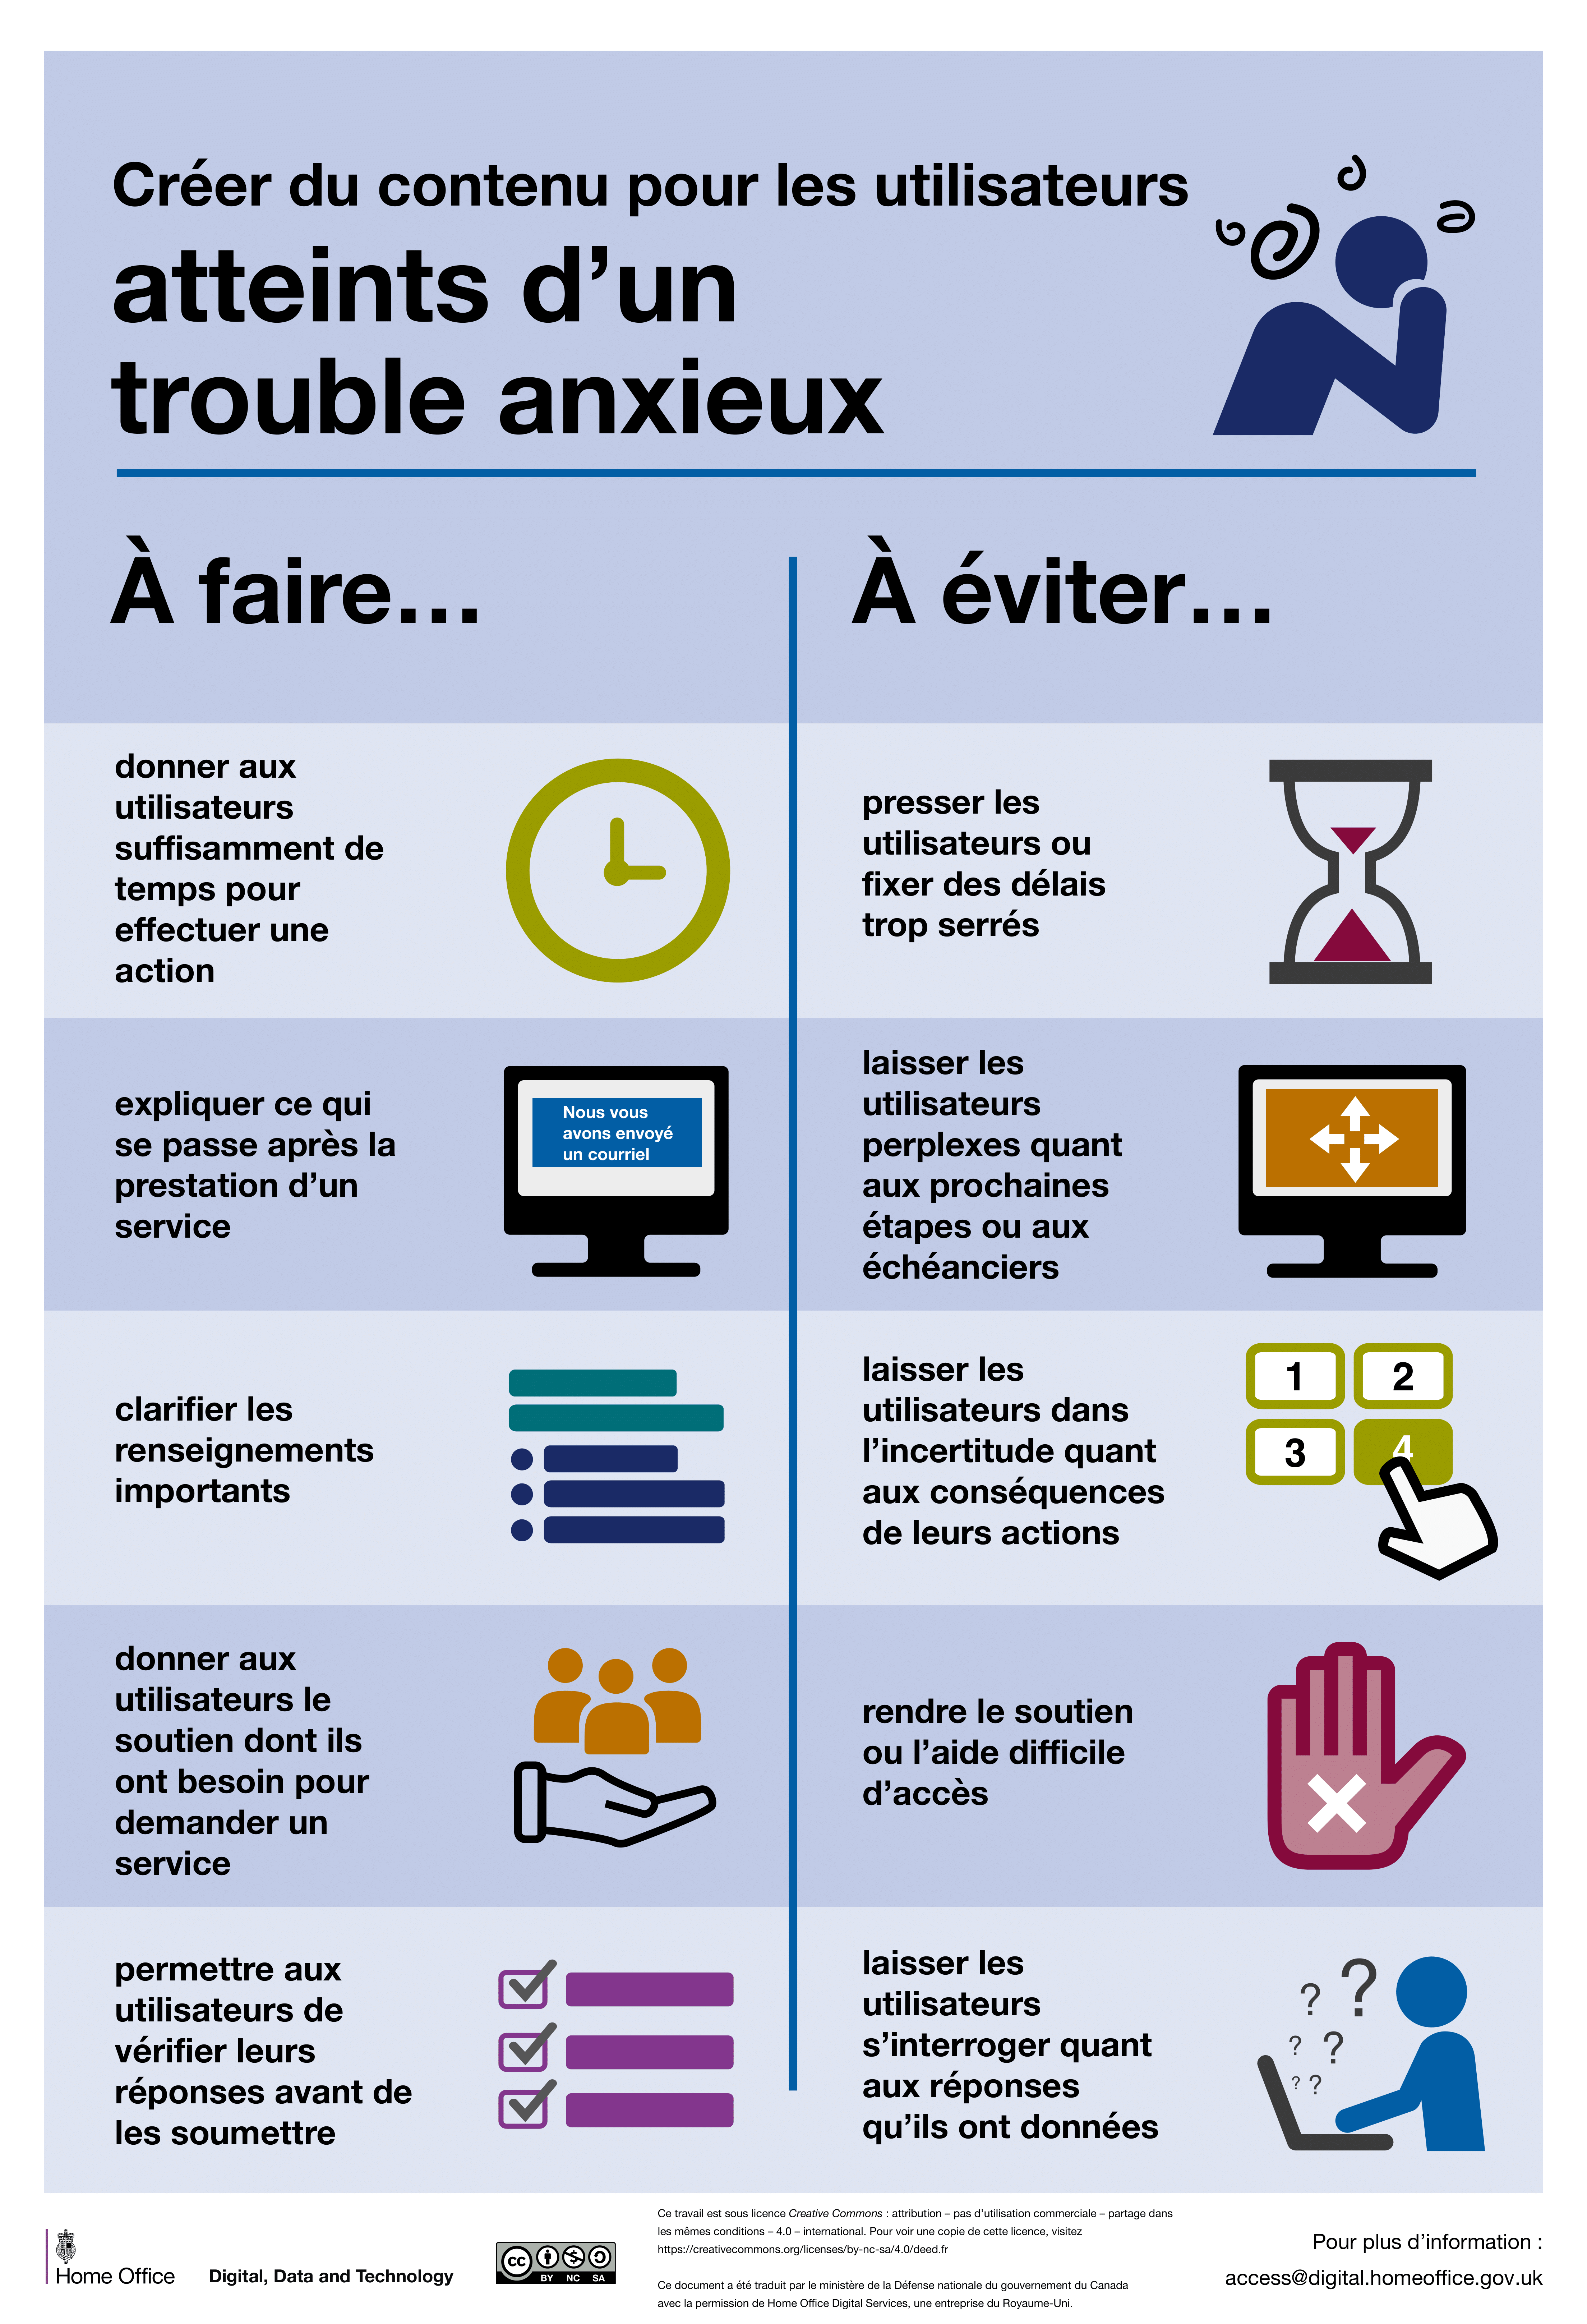 Créer du contenu pour les utilisateurs
atteints d’un
trouble anxieux
À faire…
À éviter…
donner aux
utilisateurs
suffisamment de
temps pour
effectuer une
action
presser les
utilisateurs ou
fixer des délais
trop serrés
expliquer ce qui
se passe après la
prestation d’un
service
Nous vous
avons envoyé
un courriel
laisser les
utilisateurs
perplexes quant
aux prochaines
étapes ou aux
échéanciers
clarifier les
renseignements
importants
laisser les
utilisateurs dans
l’incertitude quant
aux conséquences
de leurs actions
1 2
3 4
donner aux
utilisateurs le
soutien dont ils
ont besoin pour
demander un
service
rendre le soutien
ou l’aide difficile
d’accès
permettre aux
utilisateurs de
vérifier leurs
réponses avant de
les soumettre
laisser les
utilisateurs
s’interroger quant
aux réponses
qu’ils ont données
? ?
? ?
? ?
Home Office
Digital, Data and Technology
cc
BY NC SA
Ce travail est sous licence Creative Commons : attribution – pas d’utilisation commerciale – partage dans
les mêmes conditions – 4.0 – international. Pour voir une copie de cette licence, visitez
https://creativecommons.org/licenses/by-nc-sa/4.0/deed.fr
Ce document a été traduit par le ministère de la Défense nationale du gouvernement du Canada
avec la permission de Home Office Digital Services, une entreprise du Royaume-Uni.
Pour plus d’information :
access@digital.homeoffice.gov.uk